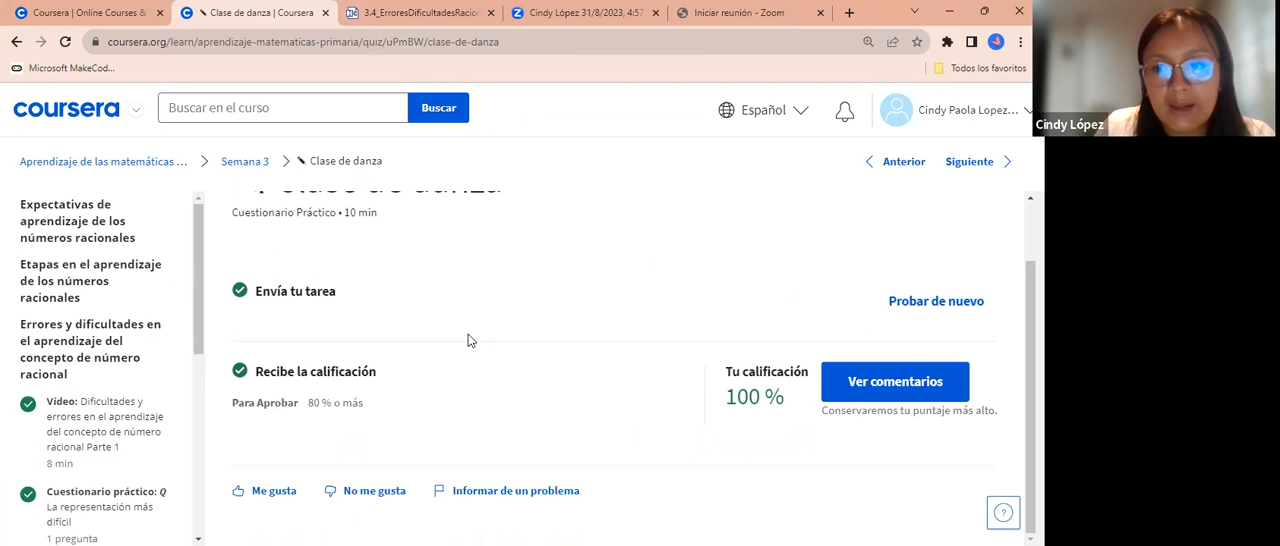 Coursera | Online Courses &
Clase de danza | Coursera
3.4_ErroresDificultadesRacion
Cindy López 31/8/2023, 4:57
Iniciar reunión - Zoom
coursera.org/learn/aprendizaje-matematicas-primaria/quiz/uPmBW/clase-de-danza
Microsoft MakeCod...
Todos los favoritos
coursera
Buscar en el curso
Buscar
Español
Cindy Paola Lopez...
Cindy López
Aprendizaje de las matemáticas ...
Semana 3
Clase de danza
Anterior
Siguiente
Clase de danza
Cuestionario Práctico • 10 min
Expectativas de
aprendizaje de los
números racionales
Etapas en el aprendizaje
de los números
racionales
Errores y dificultades en
el aprendizaje del
concepto de número
racional
Vídeo: Dificultades y
errores en el aprendizaje
del concepto de número
racional Parte 1
8 min
Cuestionario práctico: Q
La representación más
difícil
1 pregunta
Envía tu tarea
Probar de nuevo
Recibe la calificación
Para Aprobar 80 % o más
Tu calificación
100 %
Ver comentarios
Conservaremos tu puntaje más alto.
Me gusta
No me gusta
Informar de un problema